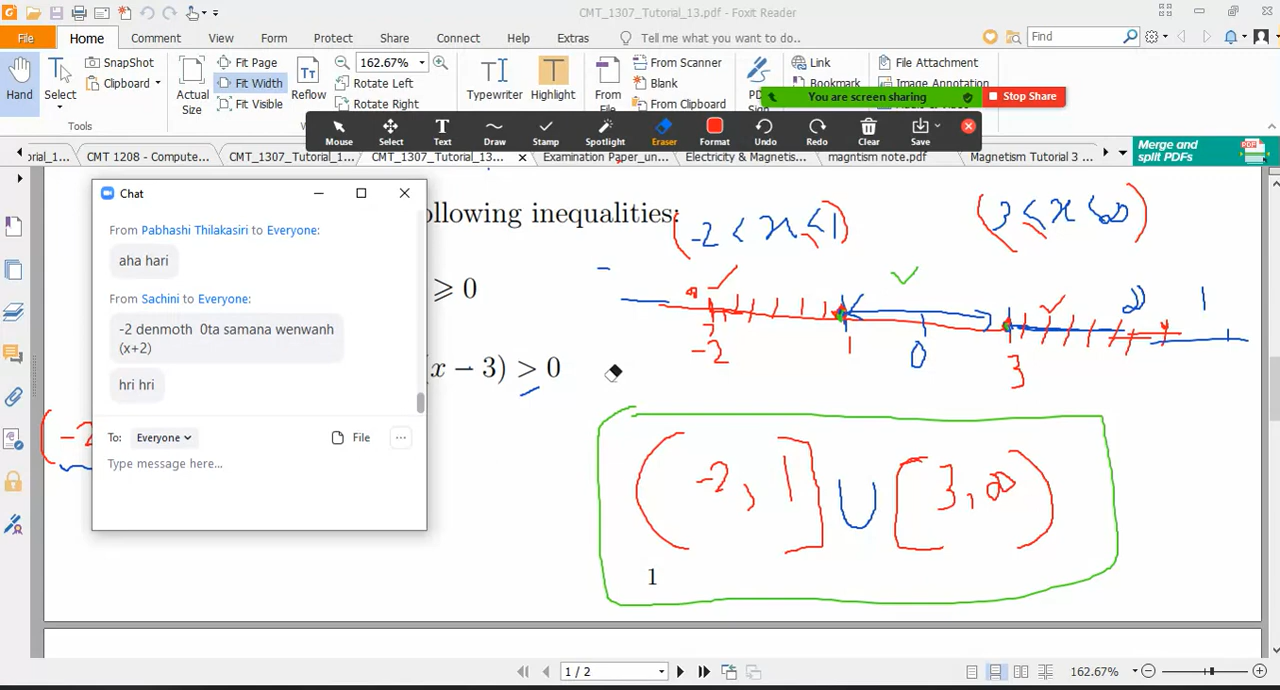 CMT_1307_Tutorial_13.pdf - Foxit Reader
File Home Comment View Form Protect Share Connect Help Extras Tell me what you want to do.. Find
Hand Select SnapShot Clipboard Actual Size Fit Page Fit Width Fit Visible Reflow 162.67% Rotate Left Rotate Right Typewriter Highlight From File From Scanner Blank From Clipboard Link Bookmark File Attachment Image Annotation
Tools
You are screen sharing Stop Share
Mouse Select Text Draw Stamp Spotlight Eraser Format Undo Redo Clear Save
orial_1... CMT 1208 - Compute... CMT_1307_Tutorial_1... CMT_1307_Tutorial_13... Examination Paper_un... Electricity & Magnetis... magntism note.pdf Magnetism Tutorial 3 ...
Merge and split PDFs
Chat
From Pabhashi Thilakasiri to Everyone:
aha hari
From Sachini to Everyone:
-2 denmoth 0ta samana wenwanh
(x+2)
hri hri
To: Everyone File ...
Type message here...
ollowing inequalities:
(-2 < x ≤ 1) (3 ≤ x ≤ ∞)
⩾ 0
-2 1 0 3
(x − 3) > 0
(-2
(-2, 1] ∪ [3, ∞)
1
1 / 2 162.67%